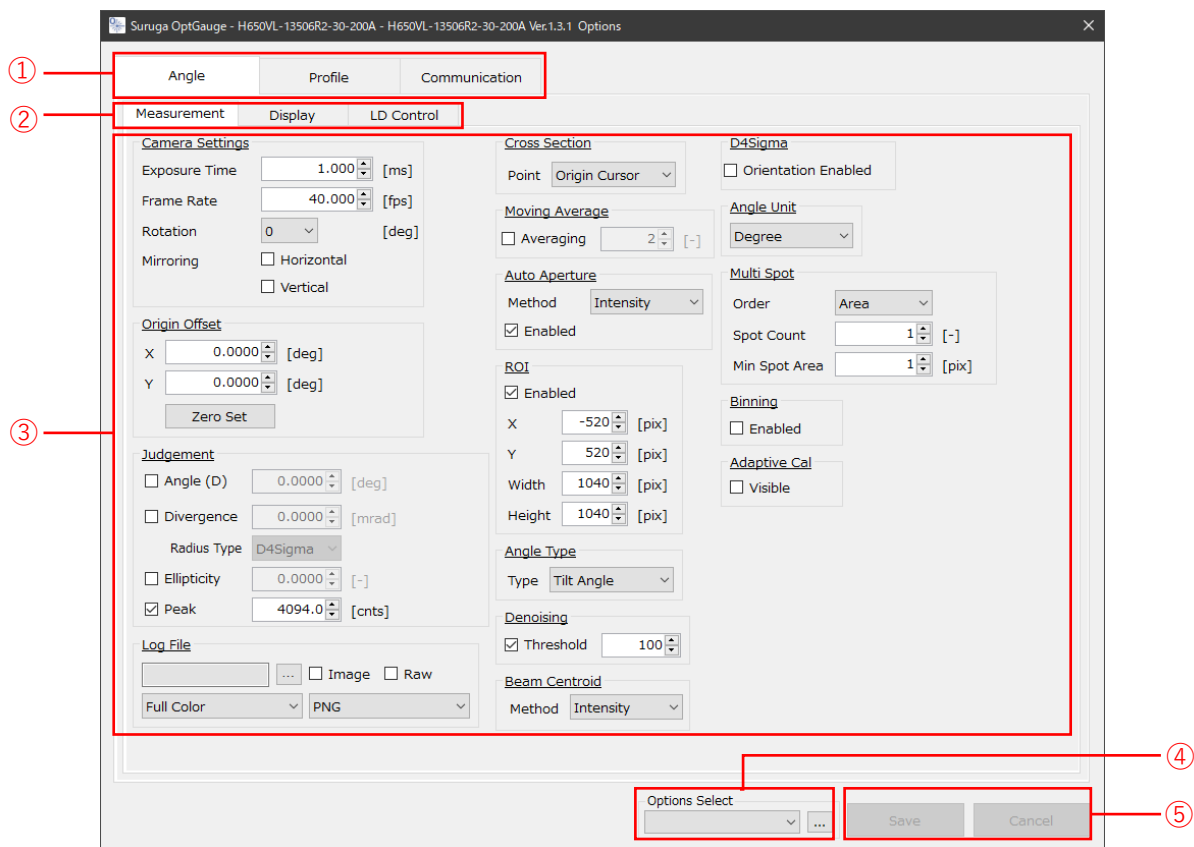 Suruga OptGauge - H650VL-13506R2-30-200A - H650VL-13506R2-30-200A Ver.1.3.1 Options
①
Angle Profile Communication
②
Measurement Display LD Control
③
Camera Settings
Exposure Time 1.000 [ms]
Frame Rate 40.000 [fps]
Rotation 0 [deg]
Mirroring Horizontal
Vertical
Origin Offset
X 0.0000 [deg]
Y 0.0000 [deg]
Zero Set
Judgement
Angle (D) 0.0000 [deg]
Divergence 0.0000 [mrad]
Radius Type D4Sigma
Ellipticity 0.0000 [-]
Peak 4094.0 [cnts]
Log File
... Image Raw
Full Color PNG
Cross Section
Point Origin Cursor
Moving Average
Averaging 2 [-]
Auto Aperture
Method Intensity
Enabled
ROI
Enabled
X -520 [pix]
Y 520 [pix]
Width 1040 [pix]
Height 1040 [pix]
Angle Type
Type Tilt Angle
Denoising
Threshold 100
Beam Centroid
Method Intensity
D4Sigma
Orientation Enabled
Angle Unit
Degree
Multi Spot
Order Area
Spot Count 1 [-]
Min Spot Area 1 [pix]
Binning
Enabled
Adaptive Cal
Visible
④
Options Select
...
Save Cancel
⑤